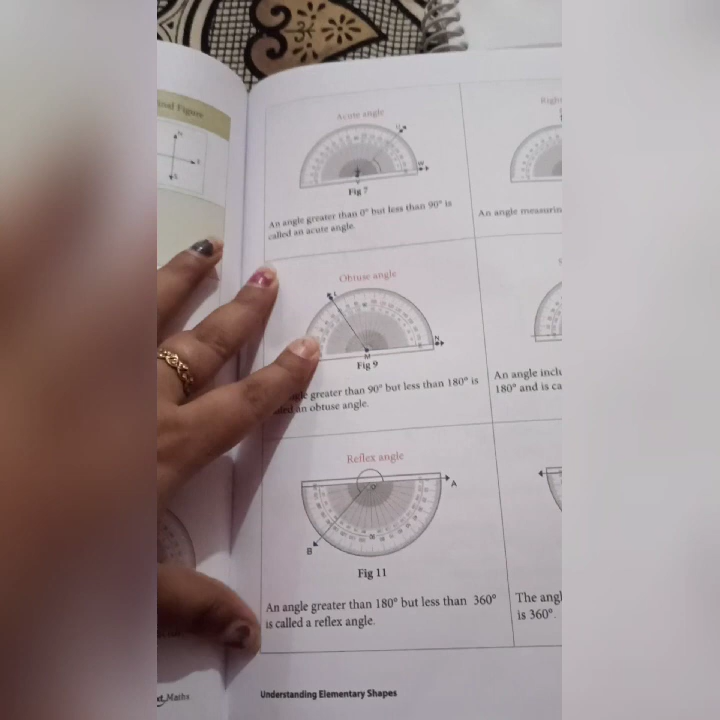 Figure
N
E
S
Acute angle
U
W
V
Fig 7
An angle greater than 0° but less than 90° is
called an acute angle.
An angle measurin
Obtuse angle
L
N
M
Fig 9
greater than 90° but less than 180° is
an obtuse angle.
An angle inclu
180° and is ca
Reflex angle
O
A
B
Fig 11
An angle greater than 180° but less than 360°
is called a reflex angle.
The angl
is 360°.
Maths
Understanding Elementary Shapes